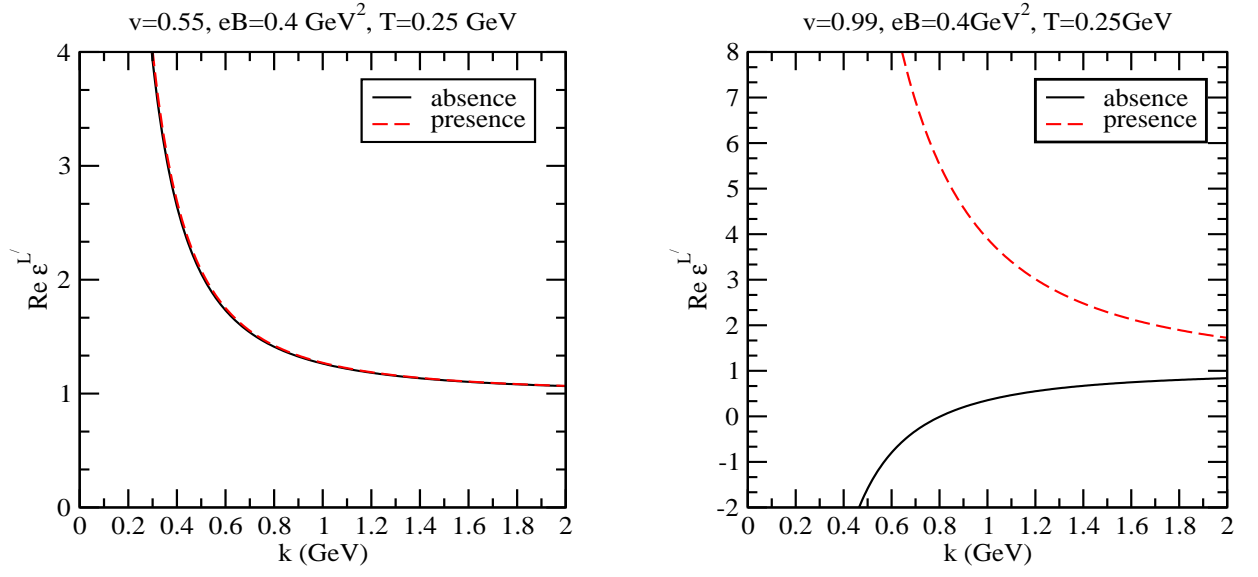 v=0.55, eB=0.4 GeV², T=0.25 GeV
4
3
2
1
0
Re ε^L′
absence
presence
0 0.2 0.4 0.6 0.8 1 1.2 1.4 1.6 1.8 2
k (GeV)
v=0.99, eB=0.4GeV², T=0.25GeV
8
7
6
5
4
3
2
1
0
-1
-2
Re ε^L′
absence
presence
0 0.2 0.4 0.6 0.8 1 1.2 1.4 1.6 1.8 2
k (GeV)